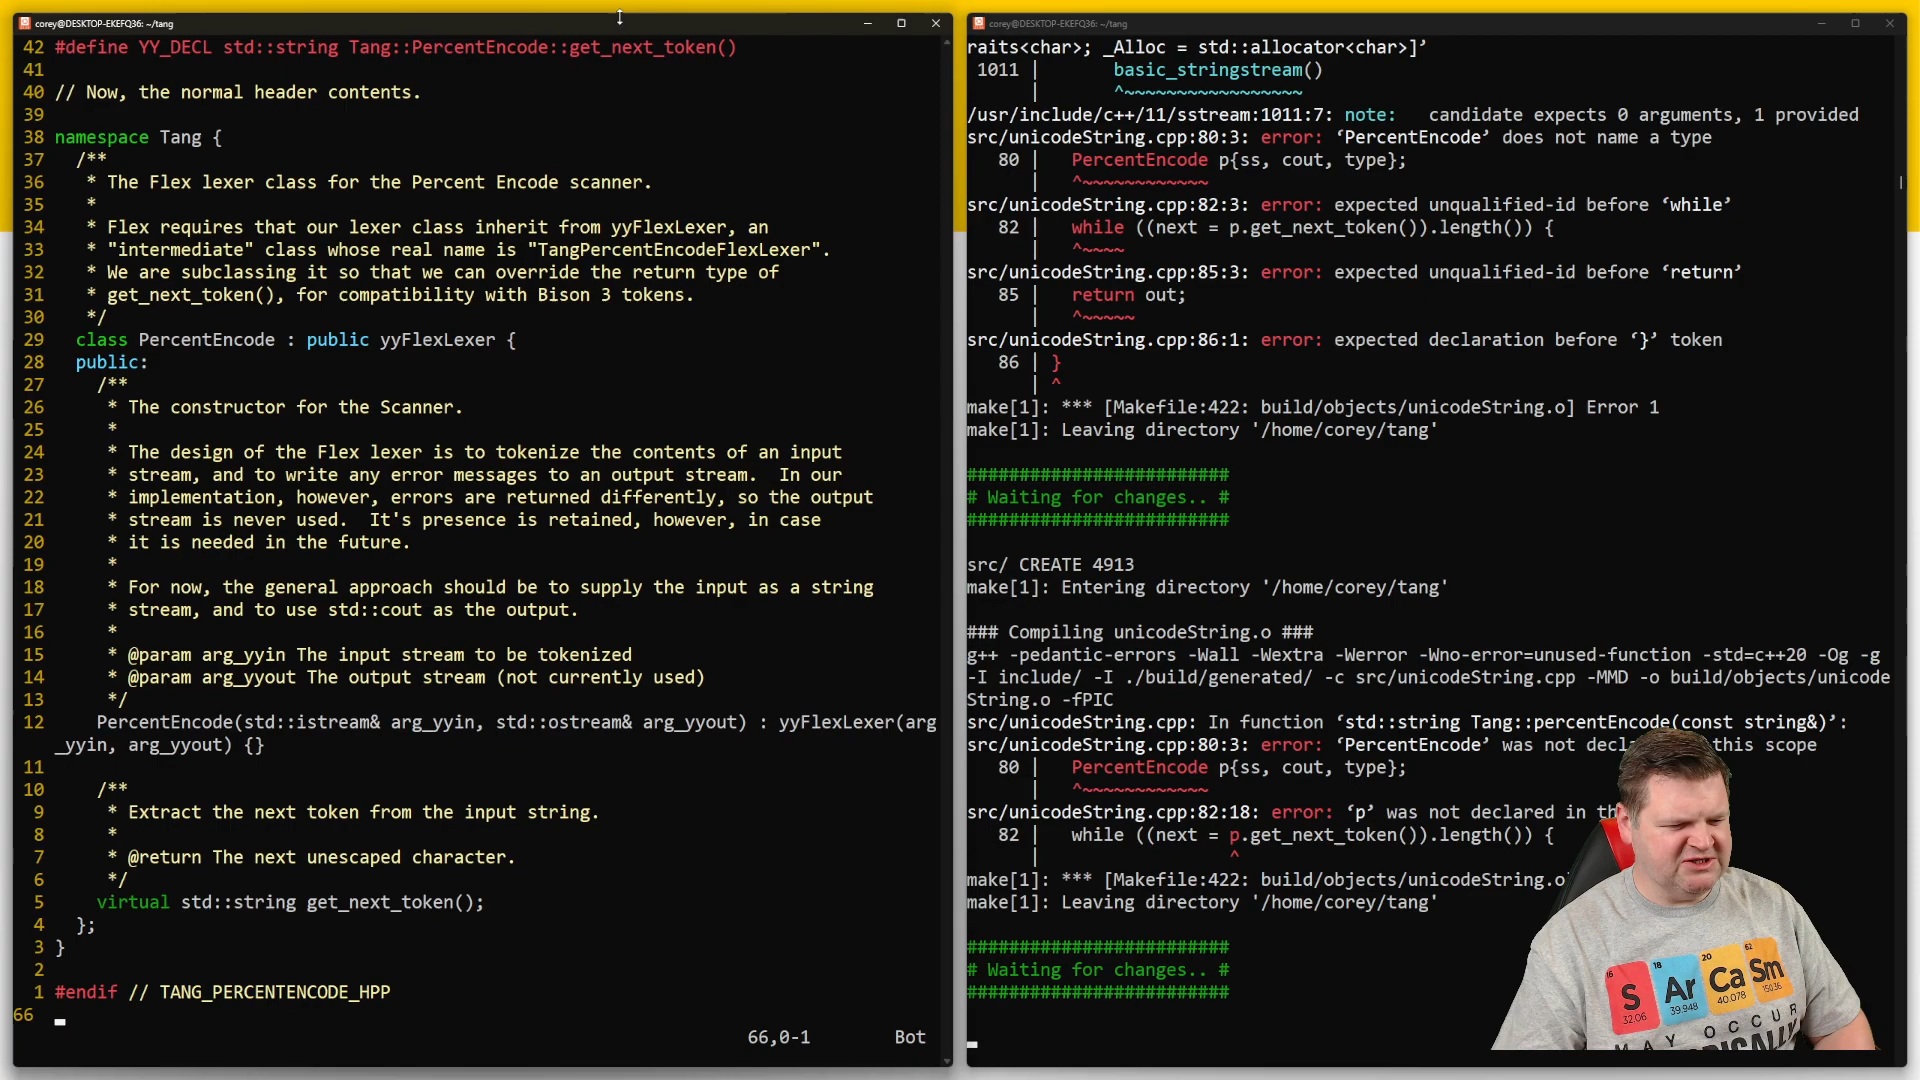 corey@DESKTOP-EKEFQ36: ~/tang
42 #define YY_DECL std::string Tang::PercentEncode::get_next_token()
41
40 // Now, the normal header contents.
39
38 namespace Tang {
37   /**
36    * The Flex lexer class for the Percent Encode scanner.
35    *
34    * Flex requires that our lexer class inherit from yyFlexLexer, an
33    * "intermediate" class whose real name is "TangPercentEncodeFlexLexer".
32    * We are subclassing it so that we can override the return type of
31    * get_next_token(), for compatibility with Bison 3 tokens.
30    */
29   class PercentEncode : public yyFlexLexer {
28   public:
27     /**
26      * The constructor for the Scanner.
25      *
24      * The design of the Flex lexer is to tokenize the contents of an input
23      * stream, and to write any error messages to an output stream.  In our
22      * implementation, however, errors are returned differently, so the output
21      * stream is never used.  It's presence is retained, however, in case
20      * it is needed in the future.
19      *
18      * For now, the general approach should be to supply the input as a string
17      * stream, and to use std::cout as the output.
16      *
15      * @param arg_yyin The input stream to be tokenized
14      * @param arg_yyout The output stream (not currently used)
13      */
12     PercentEncode(std::istream& arg_yyin, std::ostream& arg_yyout) : yyFlexLexer(arg
_yyin, arg_yyout) {}
11
10     /**
9      * Extract the next token from the input string.
8      *
7      * @return The next unescaped character.
6      */
5     virtual std::string get_next_token();
4   };
3 }
2
1 #endif // TANG_PERCENTENCODE_HPP
66
66,0-1 Bot
corey@DESKTOP-EKEFQ36: ~/tang
raits<char>; _Alloc = std::allocator<char>]’
1011 |       basic_stringstream()
|       ^~~~~~~~~~~~~~~~~~
/usr/include/c++/11/sstream:1011:7: note:   candidate expects 0 arguments, 1 provided
src/unicodeString.cpp:80:3: error: ‘PercentEncode’ does not name a type
80 |   PercentEncode p{ss, cout, type};
|   ^~~~~~~~~~~~~
src/unicodeString.cpp:82:3: error: expected unqualified-id before ‘while’
82 |   while ((next = p.get_next_token()).length()) {
|   ^~~~~
src/unicodeString.cpp:85:3: error: expected unqualified-id before ‘return’
85 |   return out;
|   ^~~~~~
src/unicodeString.cpp:86:1: error: expected declaration before ‘}’ token
86 | }
| ^
make[1]: *** [Makefile:422: build/objects/unicodeString.o] Error 1
make[1]: Leaving directory '/home/corey/tang'
#########################
# Waiting for changes.. #
#########################
src/ CREATE 4913
make[1]: Entering directory '/home/corey/tang'
### Compiling unicodeString.o ###
g++ -pedantic-errors -Wall -Wextra -Werror -Wno-error=unused-function -std=c++20 -Og -g
-I include/ -I ./build/generated/ -c src/unicodeString.cpp -MMD -o build/objects/unicode
String.o -fPIC
src/unicodeString.cpp: In function ‘std::string Tang::percentEncode(const string&)’:
src/unicodeString.cpp:80:3: error: ‘PercentEncode’ was not this scope
80 |   PercentEncode p{ss, cout, type};
|   ^~~~~~~~~~~~~
src/unicodeString.cpp:82:18: error: ‘p’ was not declared in
82 |   while ((next = p.get_next_token()).length()) {
|                  ^
make[1]: *** [Makefile:422: build/objects/unicodeString.o
make[1]: Leaving directory '/home/corey/tang'
#########################
# Waiting for changes.. #
#########################
16 18 20 62
S Ar Ca Sm
32.06 39.948 40.078 150.36
MAY OCCUR